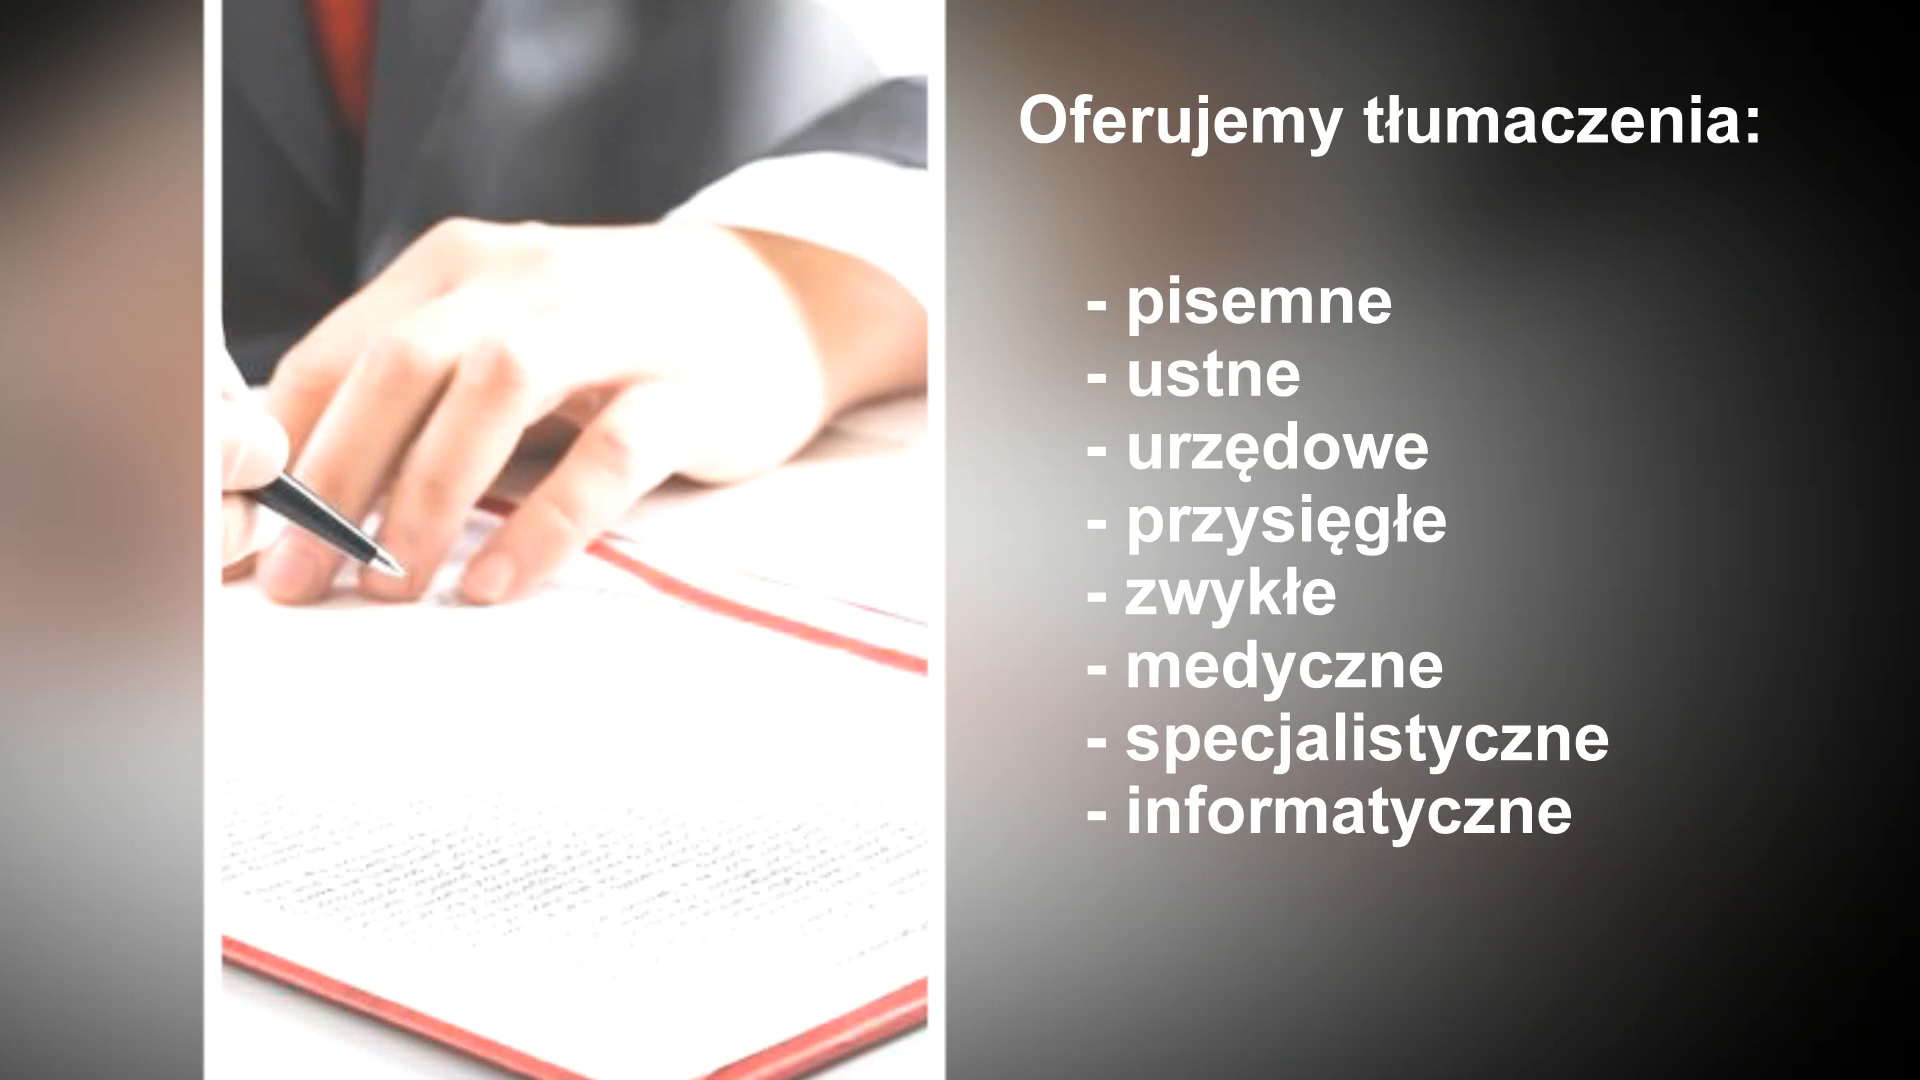 Oferujemy tłumaczenia:
- pisemne
- ustne
- urzędowe
- przysięgłe
- zwykłe
- medyczne
- specjalistyczne
- informatyczne